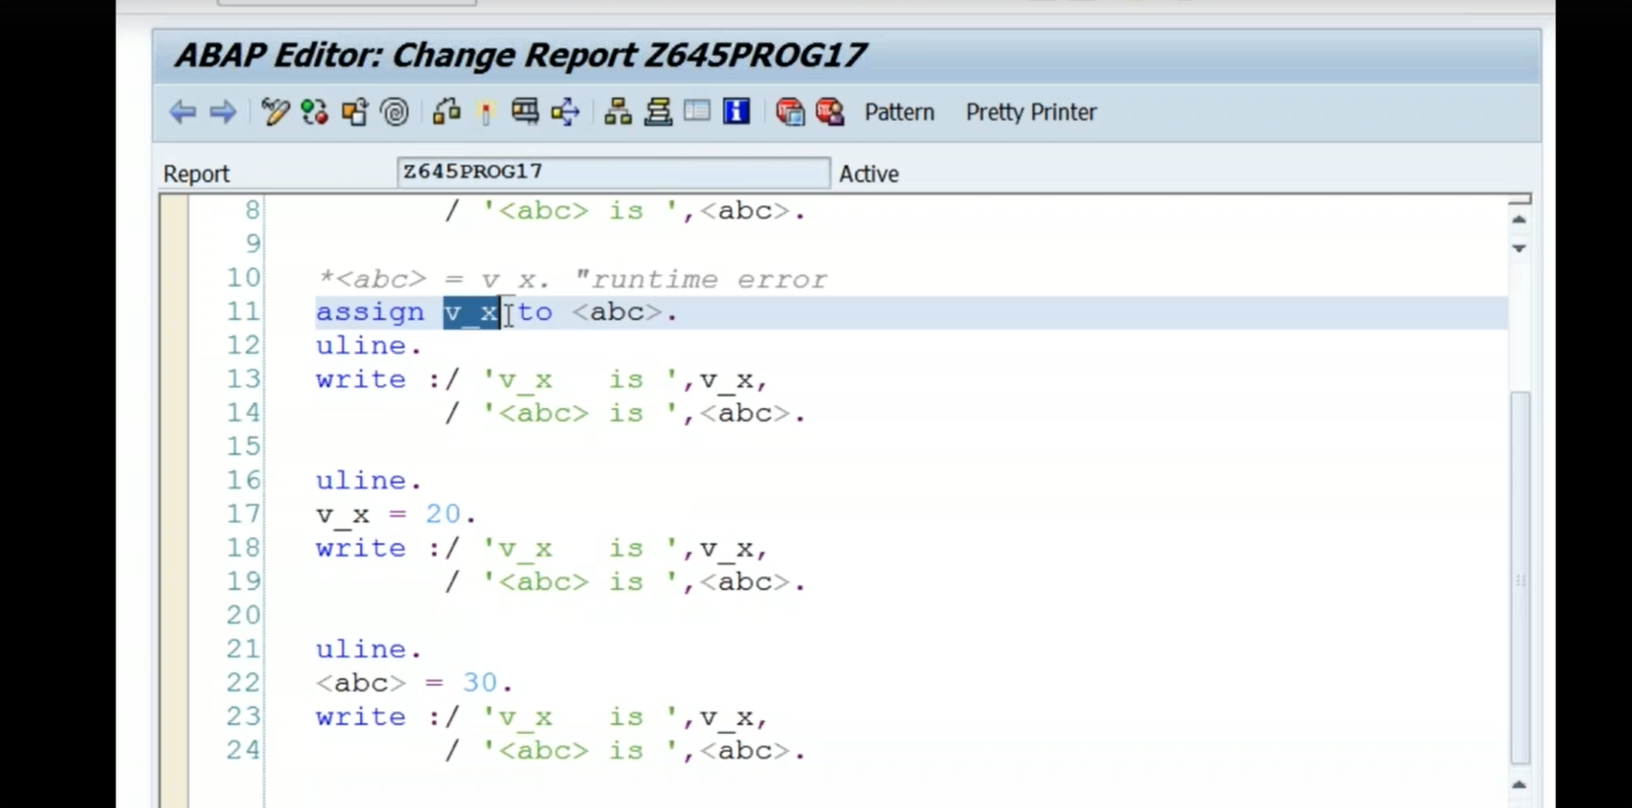 ABAP Editor: Change Report Z645PROG17
Pattern Pretty Printer
Report Z645PROG17 Active
8 / '<abc> is ',<abc>.
9
10 *<abc> = v_x. "runtime error
11 assign v_x to <abc>.
12 uline.
13 write :/ 'v_x   is ',v_x,
14 / '<abc> is ',<abc>.
15
16 uline.
17 v_x = 20.
18 write :/ 'v_x   is ',v_x,
19 / '<abc> is ',<abc>.
20
21 uline.
22 <abc> = 30.
23 write :/ 'v_x   is ',v_x,
24 / '<abc> is ',<abc>.